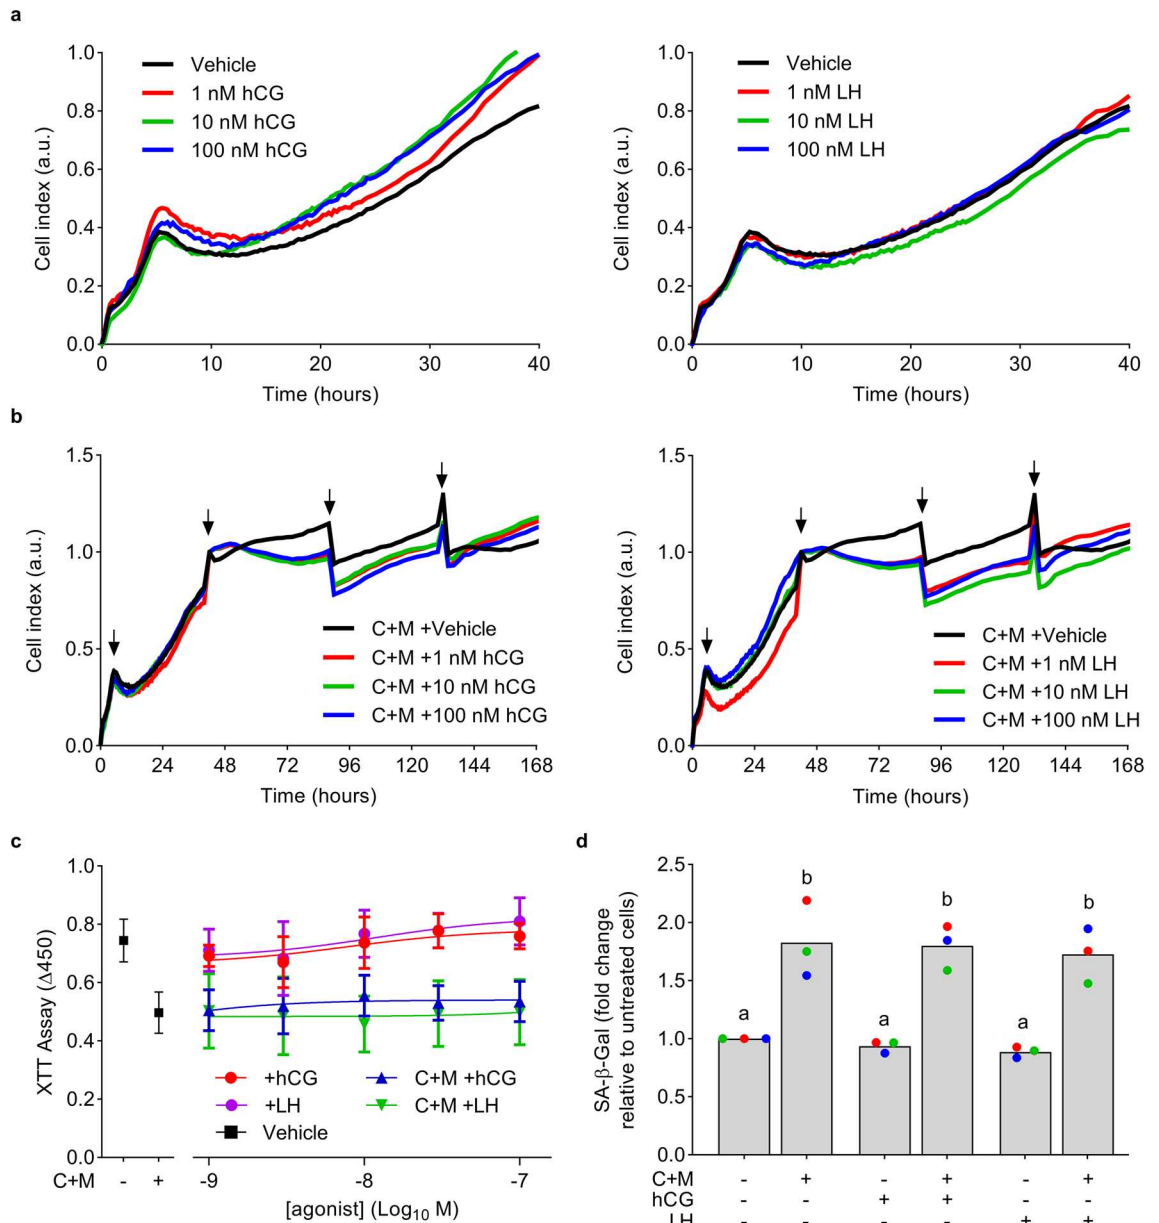 a
1.0
0.8
0.6
0.4
0.2
0.0
Cell index (a.u.)
Vehicle
1 nM hCG
10 nM hCG
100 nM hCG
0
10
20
30
40
Time (hours)
1.0
0.8
0.6
0.4
0.2
0.0
Cell index (a.u.)
Vehicle
1 nM LH
10 nM LH
100 nM LH
0
10
20
30
40
Time (hours)
b
1.5
1.0
0.5
0.0
Cell index (a.u.)
C+M +Vehicle
C+M +1 nM hCG
C+M +10 nM hCG
C+M +100 nM hCG
0
24
48
72
96
120
144
168
Time (hours)
1.5
1.0
0.5
0.0
Cell index (a.u.)
C+M +Vehicle
C+M +1 nM LH
C+M +10 nM LH
C+M +100 nM LH
0
24
48
72
96
120
144
168
Time (hours)
c
1.0
0.8
0.6
0.4
0.2
0.0
XTT Assay (Δ450)
+hCG
+LH
Vehicle
C+M +hCG
C+M +LH
C+M - +
-9
-8
-7
[agonist] (Log10 M)
d
2.5
2.0
1.5
1.0
0.5
0.0
SA-β-Gal (fold change
relative to untreated cells)
a
b
a
b
a
b
C+M - + - + - +
hCG - - + + - -
LH - - - - + +